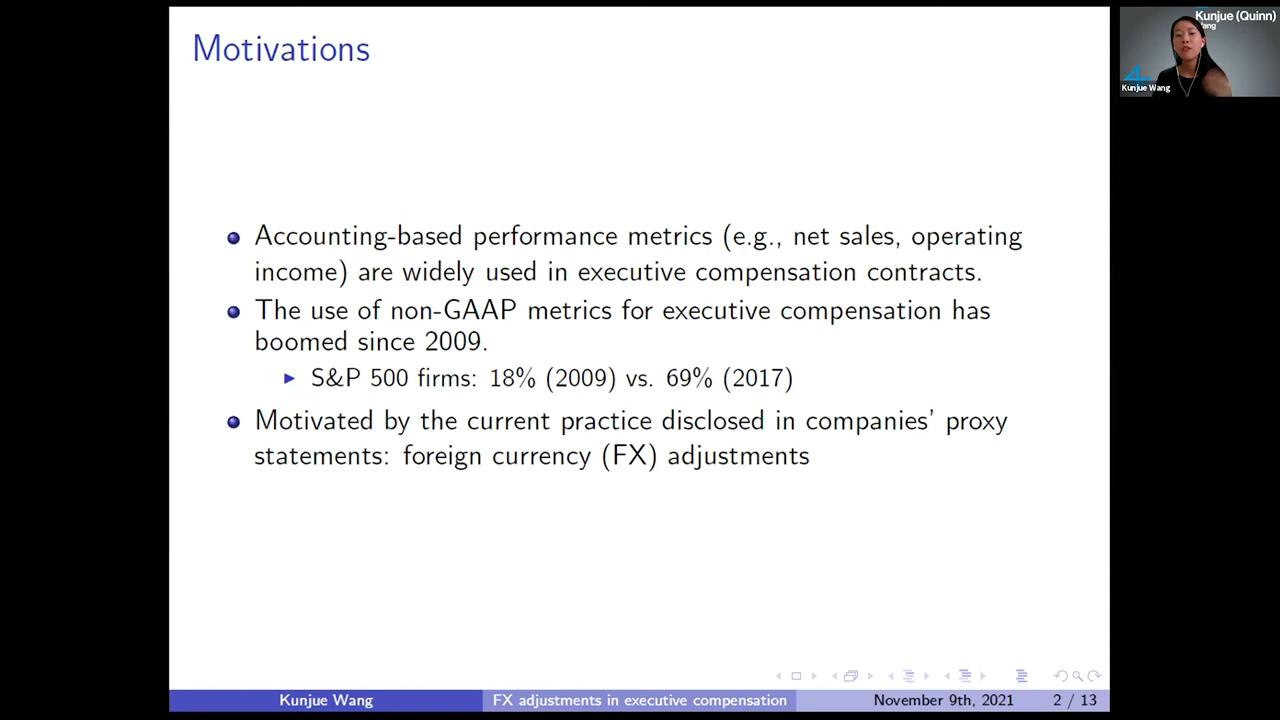 Motivations
Kunjue (Quinn)
Wang
Kunjue Wang
Accounting-based performance metrics (e.g., net sales, operating
income) are widely used in executive compensation contracts.
The use of non-GAAP metrics for executive compensation has
boomed since 2009.
S&P 500 firms: 18% (2009) vs. 69% (2017)
Motivated by the current practice disclosed in companies' proxy
statements: foreign currency (FX) adjustments
Kunjue Wang
FX adjustments in executive compensation
November 9th, 2021
2 / 13